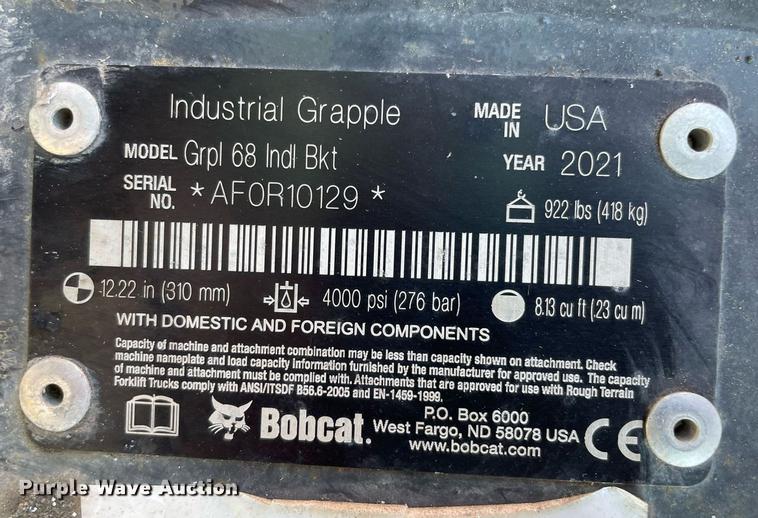 Industrial Grapple
MADE IN USA
MODEL Grpl 68 Indl Bkt
YEAR 2021
SERIAL NO. *AF0R10129*
922 lbs (418 kg)
12.22 in (310 mm)
4000 psi (276 bar)
8.13 cu ft (.23 cu m)
WITH DOMESTIC AND FOREIGN COMPONENTS
Capacity of machine and attachment combination may be less than capacity shown on attachment. Check
machine nameplate and load capacity information furnished by the manufacturer for approved use. The capacity
of machine and attachment must be complied with. Attachments that are approved for use with Rough Terrain
Forklift Trucks comply with ANSI/ITSDF B56.6-2005 and EN-1459-1999.
Bobcat.
P.O. Box 6000
West Fargo, ND 58078 USA
www.bobcat.com
CE
Purple Wave Auction